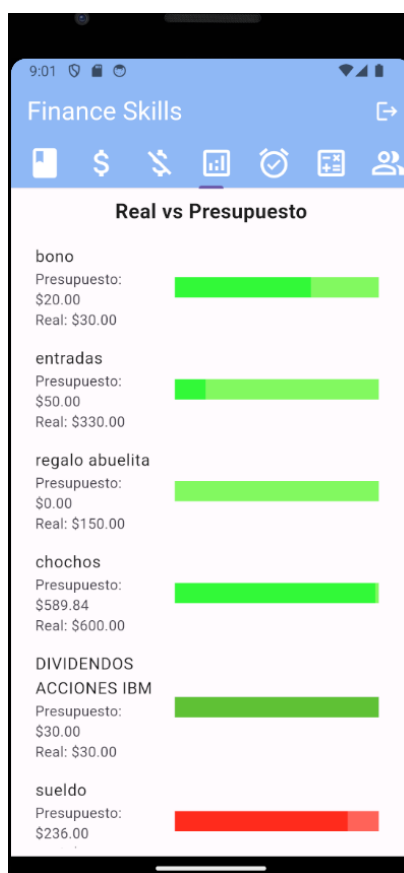 9:01
Finance Skills
Real vs Presupuesto
bono
Presupuesto:
$20.00
Real: $30.00
entradas
Presupuesto:
$50.00
Real: $330.00
regalo abuelita
Presupuesto:
$0.00
Real: $150.00
chochos
Presupuesto:
$589.84
Real: $600.00
DIVIDENDOS
ACCIONES IBM
Presupuesto:
$30.00
Real: $30.00
sueldo
Presupuesto:
$236.00